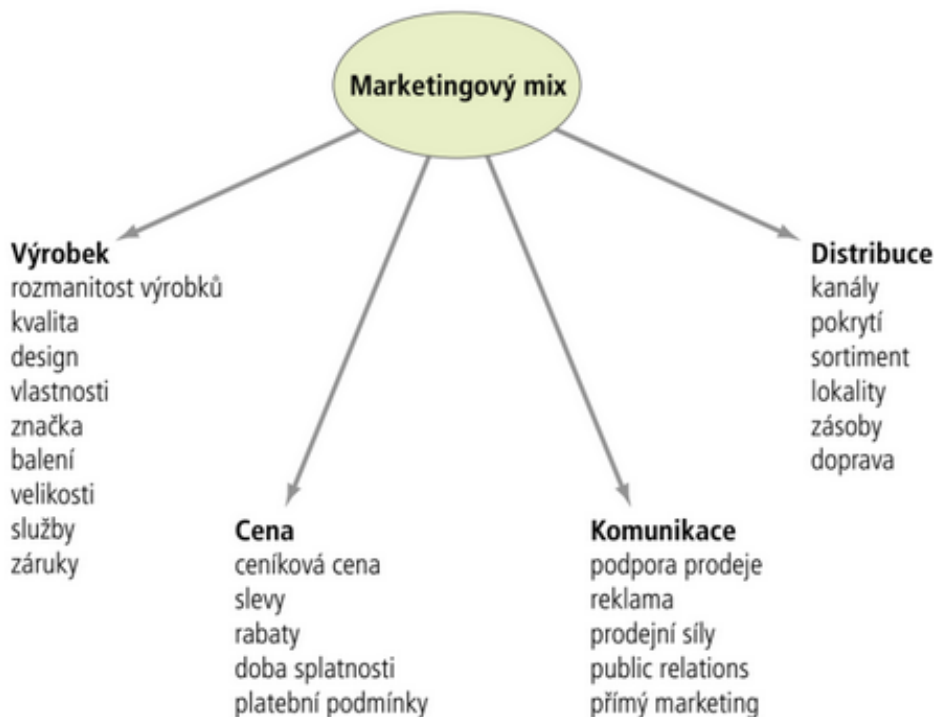 Marketingový mix
Výrobek
rozmanitost výrobků
kvalita
design
vlastnosti
značka
balení
velikosti
služby
záruky
Cena
ceníková cena
slevy
rabaty
doba splatnosti
platební podmínky
Komunikace
podpora prodeje
reklama
prodejní síly
public relations
přímý marketing
Distribuce
kanály
pokrytí
sortiment
lokality
zásoby
doprava